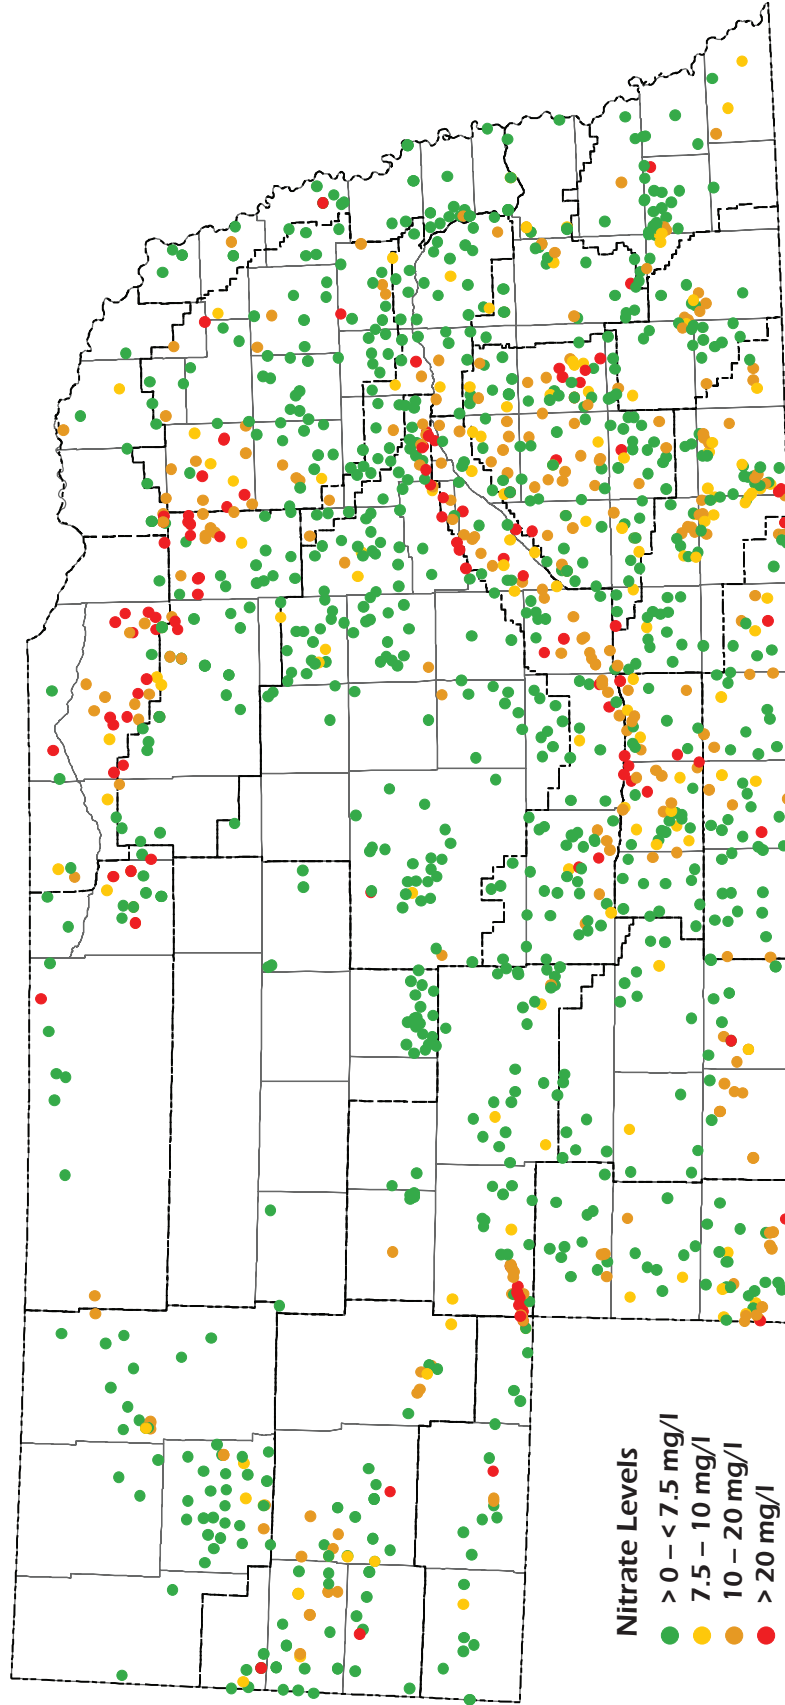 Nitrate Levels
> 0 – < 7.5 mg/l
7.5 – 10 mg/l
10 – 20 mg/l
> 20 mg/l